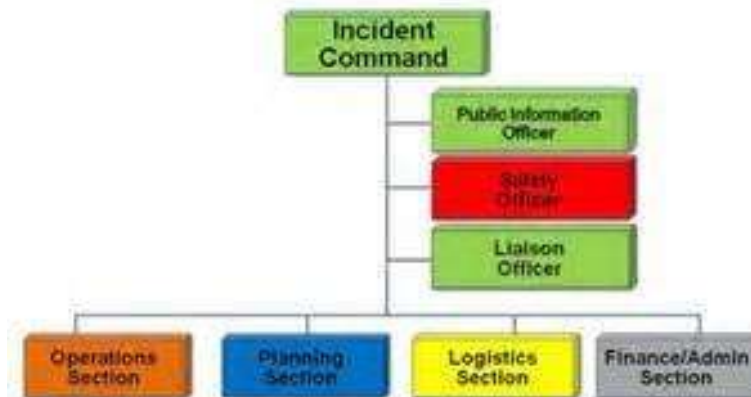 Incident
Command
Public Information
Officer
Safety
Officer
Liaison
Officer
Operations
Section
Planning
Section
Logistics
Section
Finance/Admin
Section